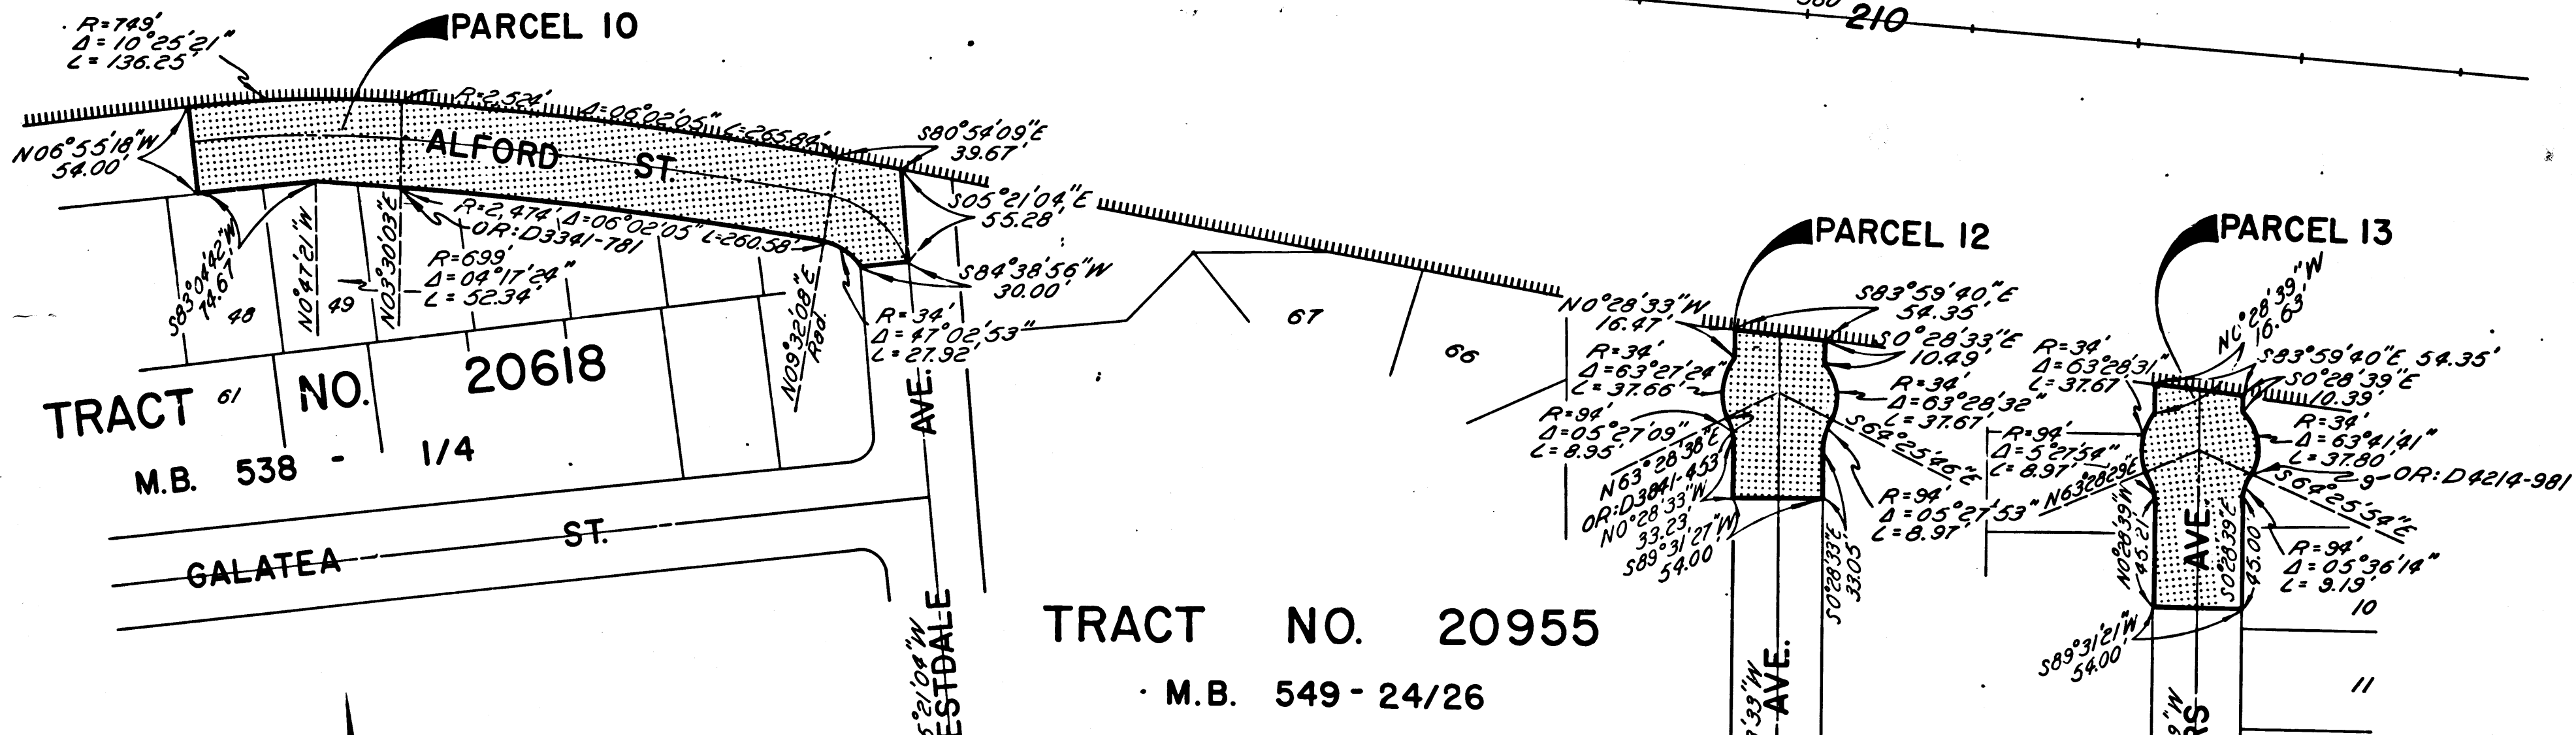 R=749'
Δ=10°25'21"
L=136.25'
PARCEL 10
210
R=2,524' Δ=06°02'05" L=265.84'
N06°55'18"W
54.00'
ALFORD ST.
S80°54'09"E
39.67'
S05°21'04"E
55.28'
R=2,474' Δ=06°02'05" L=260.58'
OR:D3341-781
R=699'
Δ=04°17'24"
L=52.34'
S83°04'42"W
74.67'
N0°47'21"W
N03°30'03"E
48
49
N09°32'08"E
Rad.
S84°38'56"W
30.00'
R=34'
Δ=47°02'53"
L=27.92'
TRACT NO. 20618
61
M.B. 538 - 1/4
GALATEA ST.
AVE.
ESTDALE
5°21'04"W
67
66
TRACT NO. 20955
M.B. 549-24/26
PARCEL 12
N0°28'33"W
16.47'
S83°59'40"E
54.35'
S0°28'33"E
10.49'
R=34'
Δ=63°27'24"
L=37.66'
R=34'
Δ=63°28'32"
L=37.67'
R=94'
Δ=05°27'09"
L=8.95'
N63°28'38"E
OR:D3841-453
N0°28'33"W
33.23'
S89°31'27"W
54.00'
S64°25'46"E
R=94'
Δ=05°27'53"
L=8.97'
S0°28'33"E
33.05
'33"W
AVE.
PARCEL 13
N0°28'39"W
16.63'
S83°59'40"E 54.35'
S0°28'39"E
10.39'
R=34'
Δ=63°28'31"
L=37.67
R=34'
Δ=63°41'41"
L=37.80'
OR:D4214-981
R=94'
Δ=5°27'54"
L=8.97'
N63°28'29"E
S64°25'54"E
N0°28'39"W
45.21'
AVE.
S0°28'39"E
45.00'
R=94'
Δ=05°36'14"
L=9.19'
S89°31'21"W
54.00'
10
11
9"W
RS
9